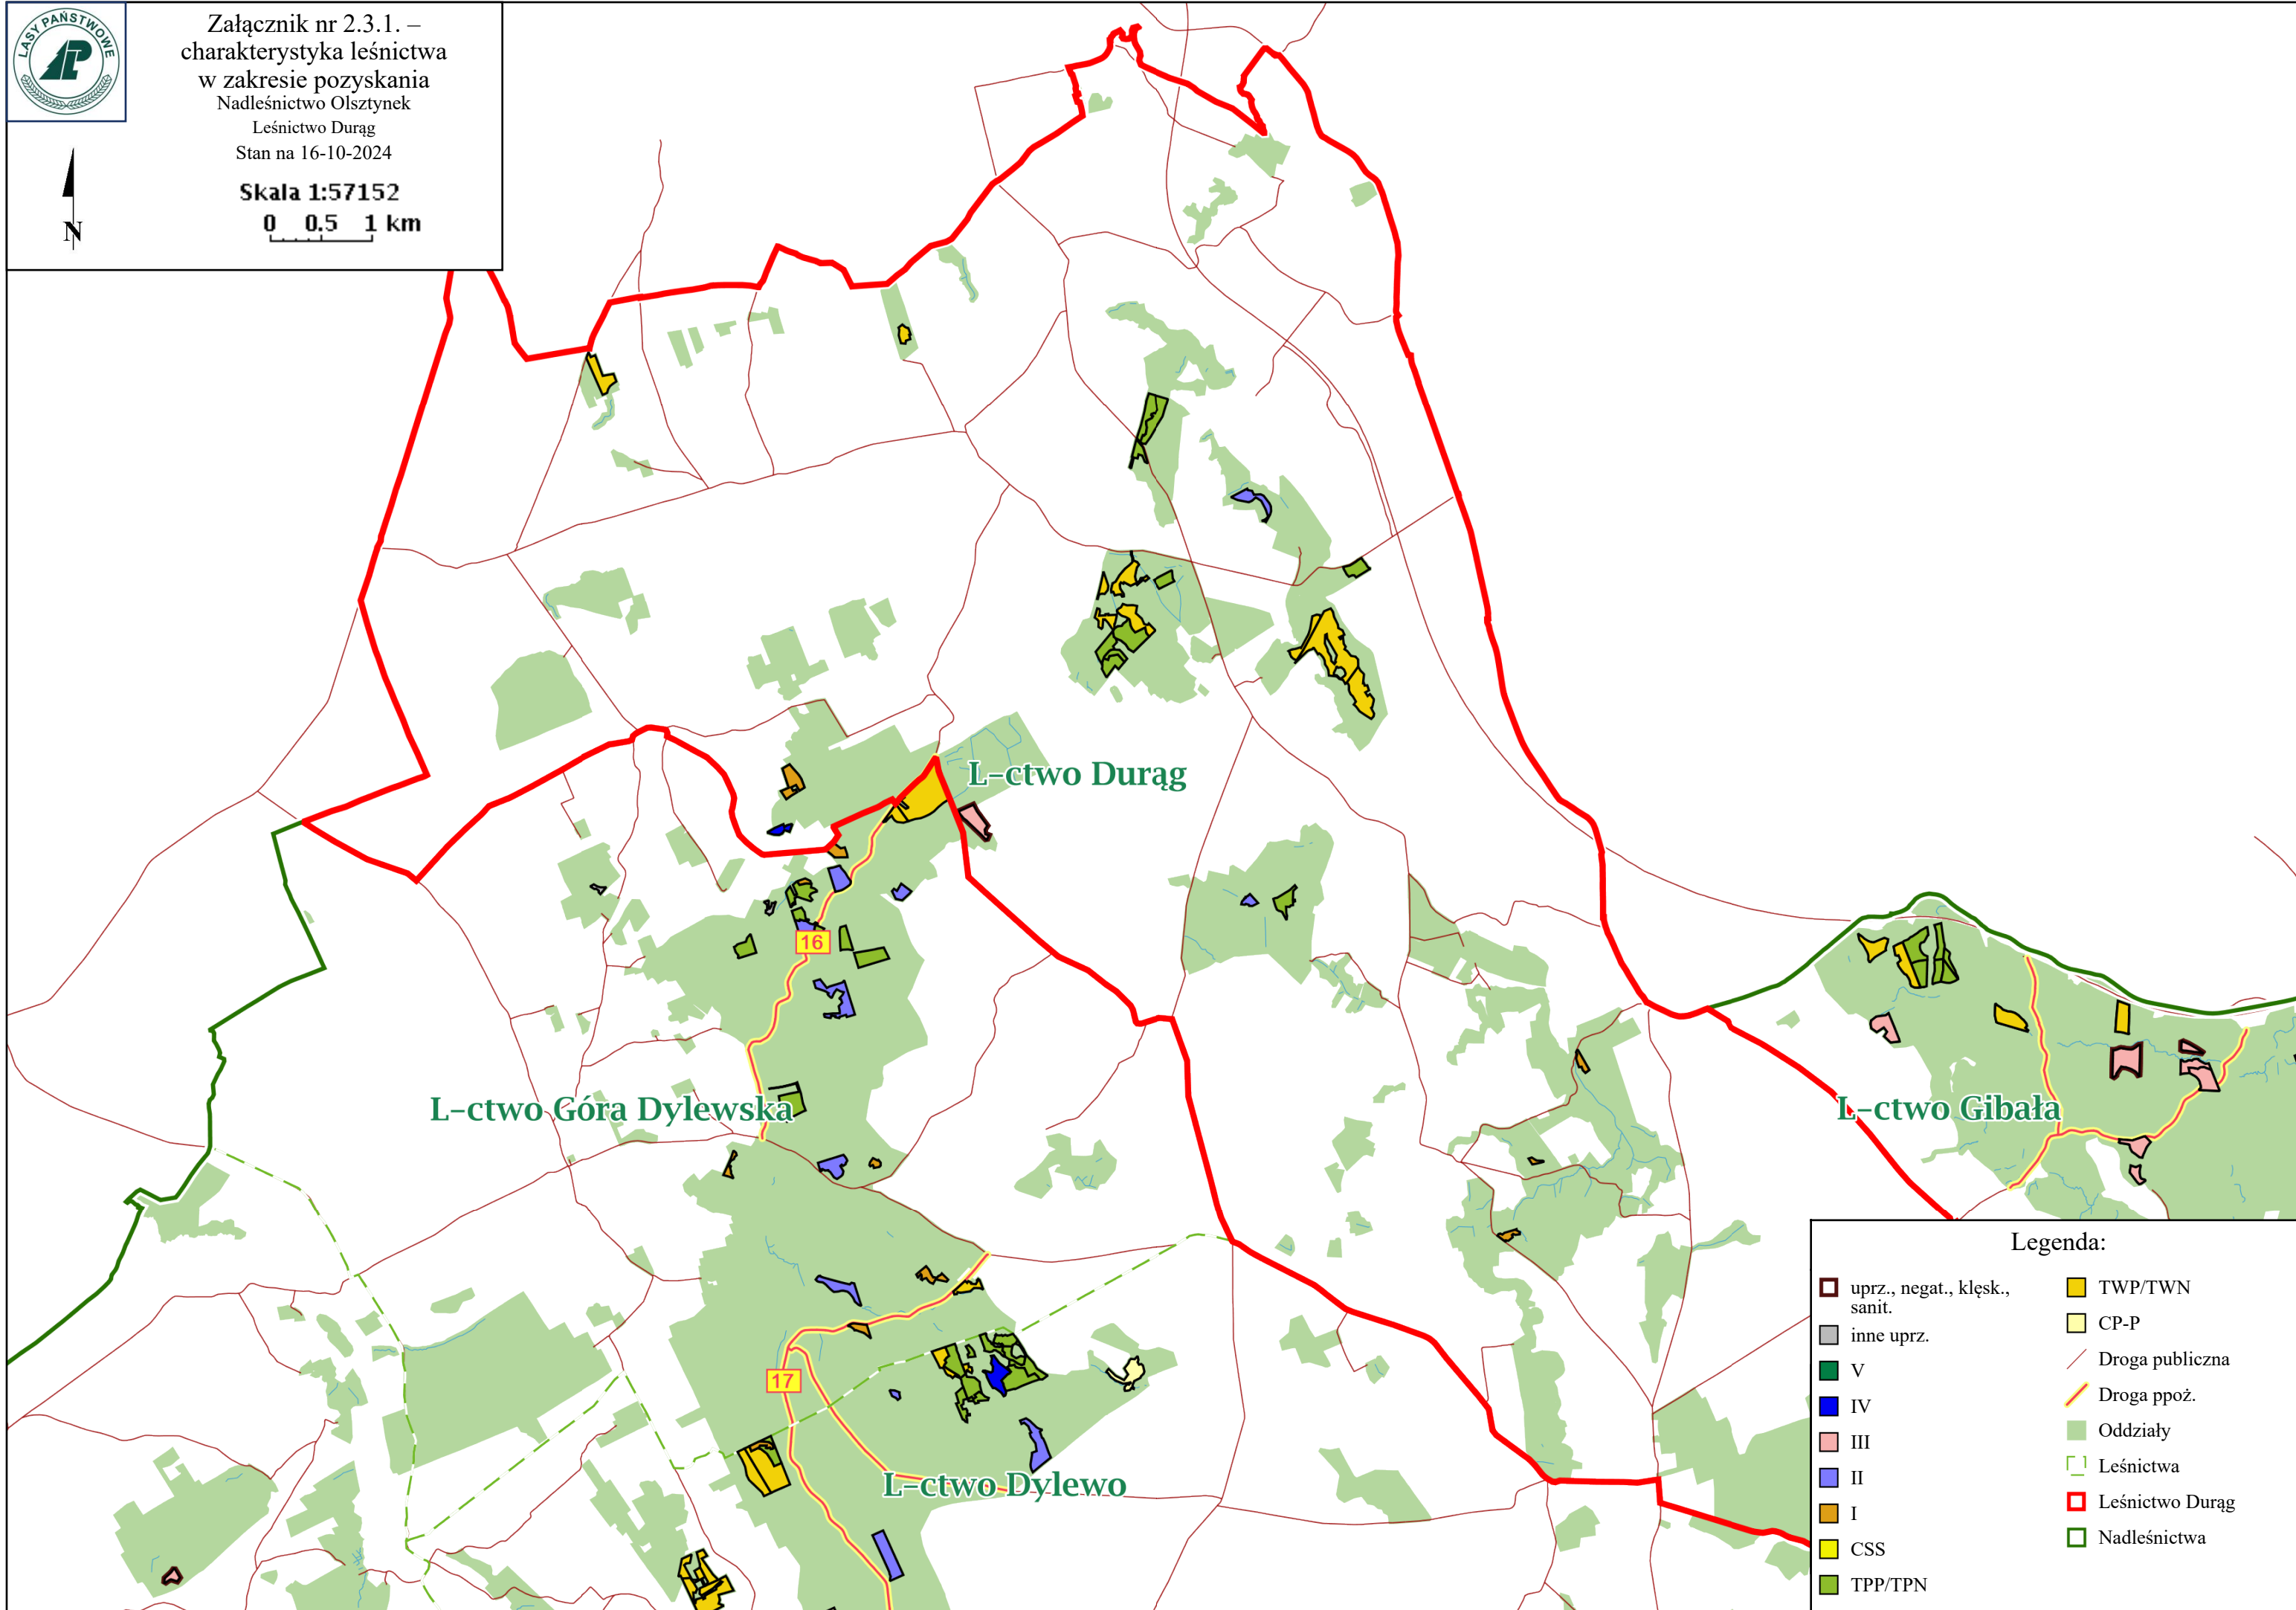 LASY PAŃSTWOWE
Załącznik nr 2.3.1. –
charakterystyka leśnictwa
w zakresie pozyskania
Nadleśnictwo Olsztynek
Leśnictwo Durąg
Stan na 16-10-2024
Skala 1:57152
0 0.5 1 km
N
L-ctwo Durąg
16
L-ctwo Góra Dylewska
L-ctwo Gibała
17
L-ctwo Dylewo
Legenda:
uprz., negat., klęsk.,
sanit.
inne uprz.
V
IV
III
II
I
CSS
TPP/TPN
TWP/TWN
CP-P
Droga publiczna
Droga ppoż.
Oddziały
Leśnictwa
Leśnictwo Durąg
Nadleśnictwa